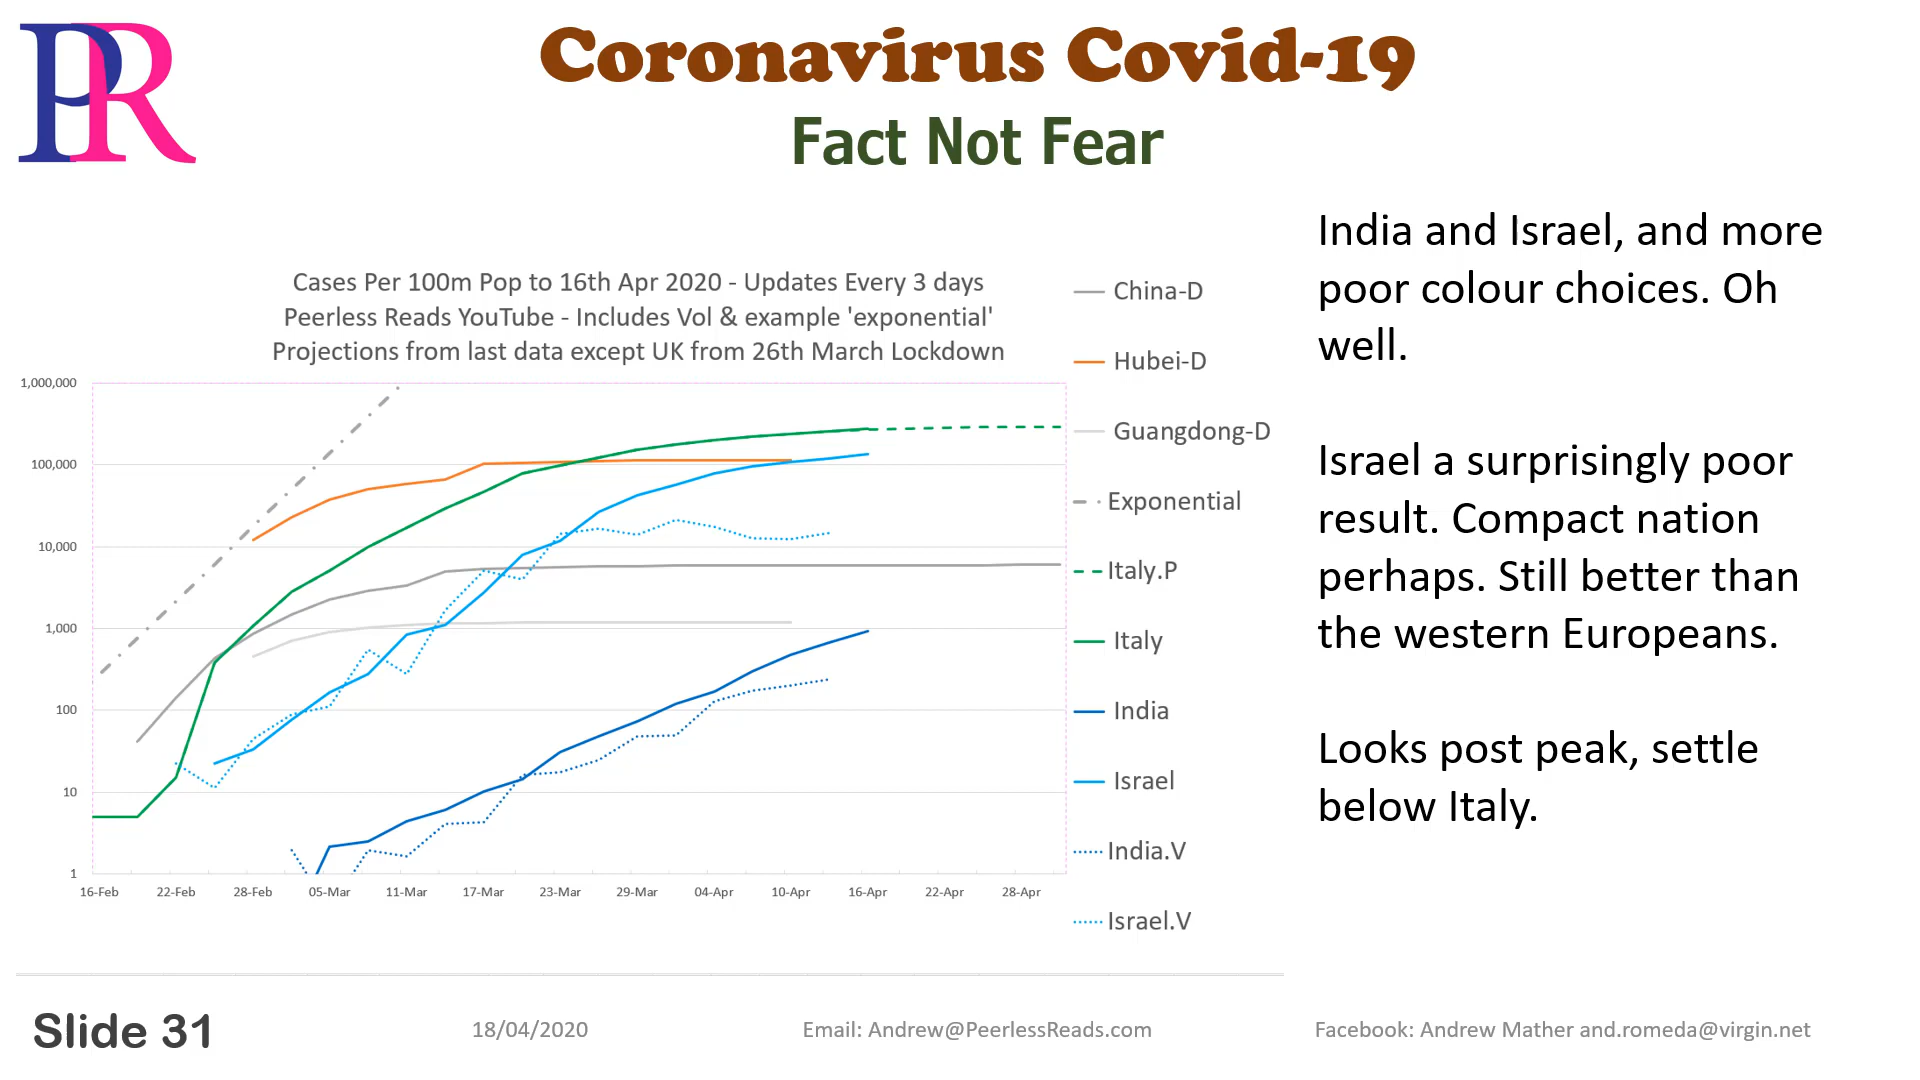 PR
Coronavirus Covid-19
Fact Not Fear
Cases Per 100m Pop to 16th Apr 2020 - Updates Every 3 days
Peerless Reads YouTube - Includes Vol & example 'exponential'
Projections from last data except UK from 26th March Lockdown
1,000,000
100,000
10,000
1,000
100
10
1
16-Feb
22-Feb
28-Feb
05-Mar
11-Mar
17-Mar
23-Mar
29-Mar
04-Apr
10-Apr
16-Apr
22-Apr
28-Apr
China-D
Hubei-D
Guangdong-D
Exponential
Italy.P
Italy
India
Israel
India.V
Israel.V
India and Israel, and more
poor colour choices. Oh
well.
Israel a surprisingly poor
result. Compact nation
perhaps. Still better than
the western Europeans.
Looks post peak, settle
below Italy.
Slide 31
18/04/2020
Email: Andrew@PeerlessReads.com
Facebook: Andrew Mather and.romeda@virgin.net